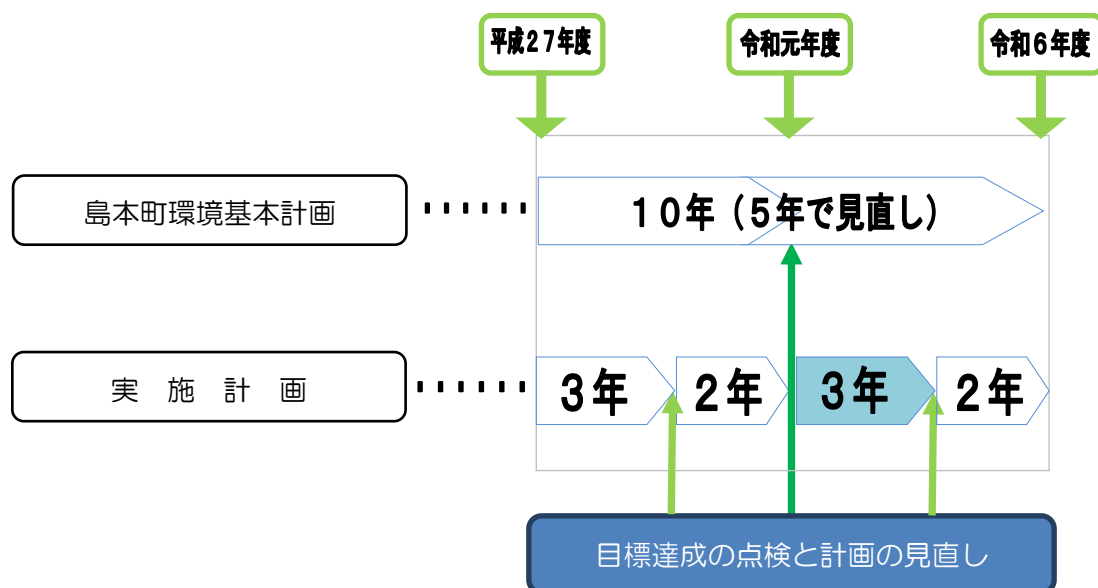 平成２７年度
令和元年度
令和６年度
島本町環境基本計画
１０年（５年で見直し）
実　施　計　画
３年
２年
３年
２年
目標達成の点検と計画の見直し